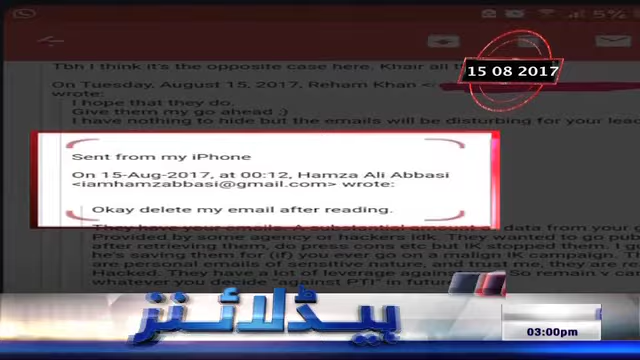 5%
Tbh I think it's the opposite case here. Khair all th
15 08 2017
On Tuesday, August 15, 2017, Reham Khan <
wrote:
I hope that they do.
Give them my go ahead ;)
I have nothing to hide but the emails will be disturbing for your lead
Sent from my iPhone
On 15-Aug-2017, at 00:12, Hamza Ali Abbasi
<iamhamzabbasi@gmail.com> wrote:
Okay delete my email after reading.
They have your emails. A substantial amount of data from your
Provided by some agency or hackers idk. They wanted to go pub
after retrieving them, do press coms etc but IK stopped them. I
he's saving them for (if) you ever go on a malign IK campaign. The
are personal emails of sensitive nature, and trust me, they are re
Hacked. They have a lot of leverage against So remain v ca
whatever you decide "against PTI" in futur
ہیڈلائنز
03:00pm